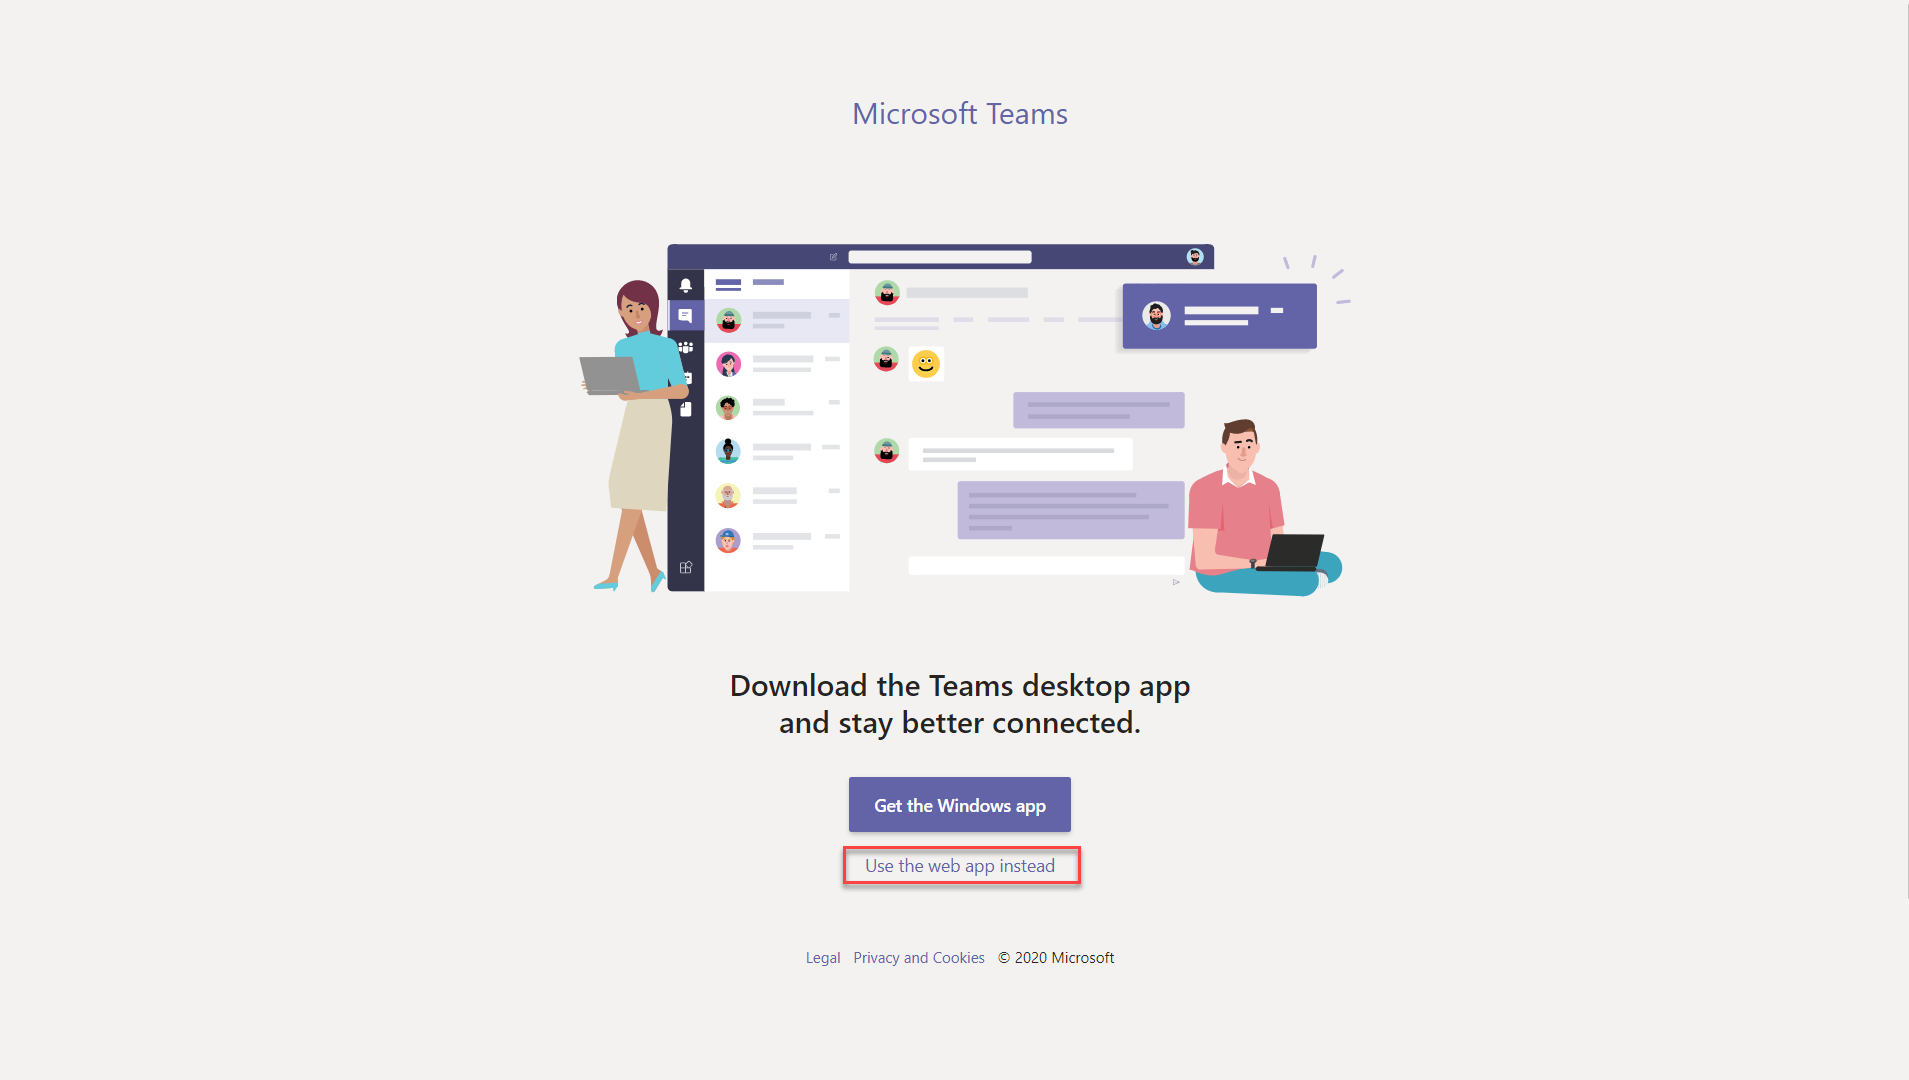 Microsoft Teams
Download the Teams desktop app
and stay better connected.
Get the Windows app
Use the web app instead
Legal Privacy and Cookies © 2020 Microsoft